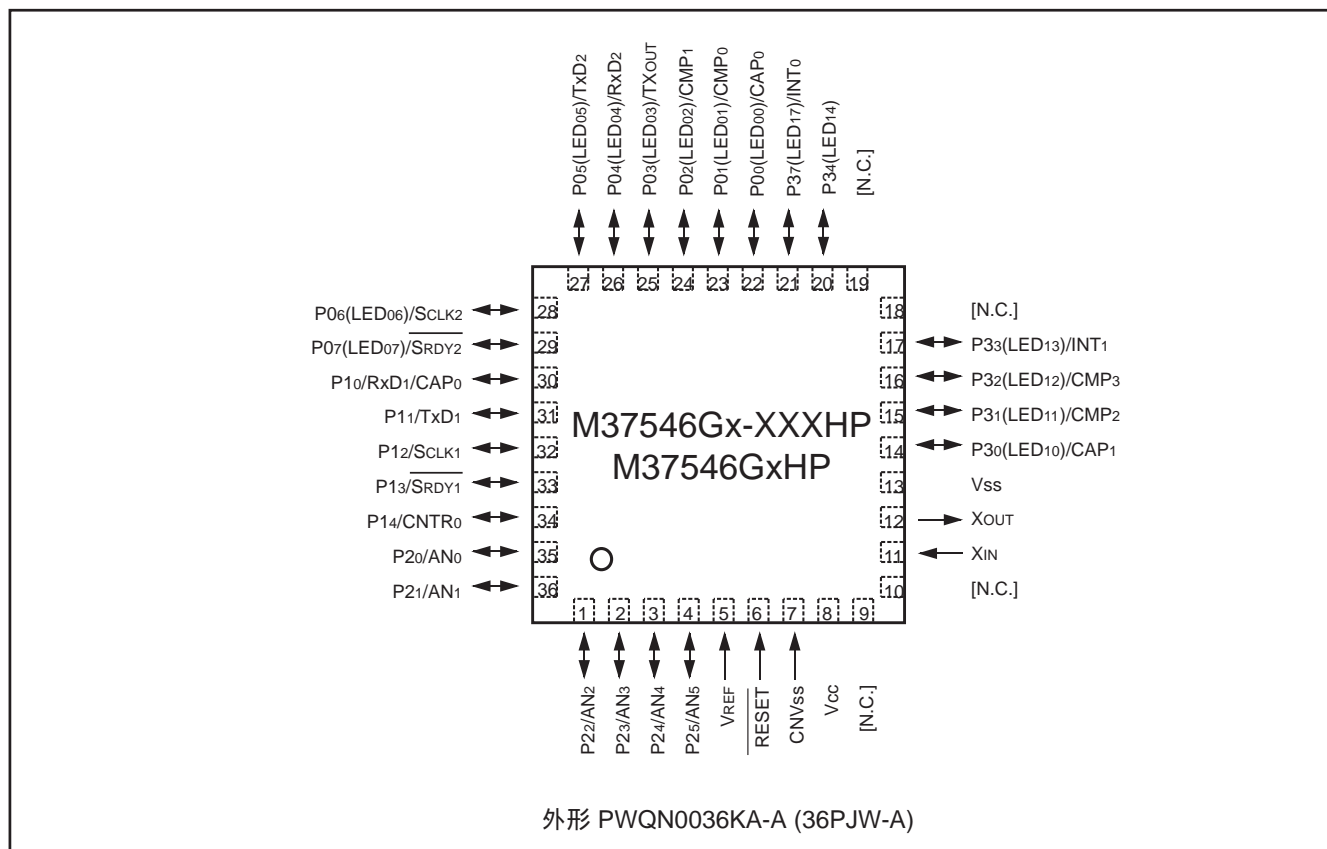 P05(LED05)/TxD2
P04(LED04)/RxD2
P03(LED03)/TXOUT
P02(LED02)/CMP1
P01(LED01)/CMP0
P00(LED00)/CAP0
P37(LED17)/INT0
P34(LED14)
[N.C.]
27 26 25 24 23 22 21 20 19
P06(LED06)/SCLK2
P07(LED07)/SRDY2
P10/RxD1/CAP0
P11/TxD1
P12/SCLK1
P13/SRDY1
P14/CNTR0
P20/AN0
P21/AN1
28
29
30
31
32
33
34
35
36
M37546Gx-XXXHP
M37546GxHP
18
17
16
15
14
13
12
11
10
[N.C.]
P33(LED13)/INT1
P32(LED12)/CMP3
P31(LED11)/CMP2
P30(LED10)/CAP1
Vss
XOUT
XIN
[N.C.]
1 2 3 4 5 6 7 8 9
P22/AN2
P23/AN3
P24/AN4
P25/AN5
VREF
RESET
CNVss
Vcc
[N.C.]
外形 PWQN0036KA-A (36PJW-A)